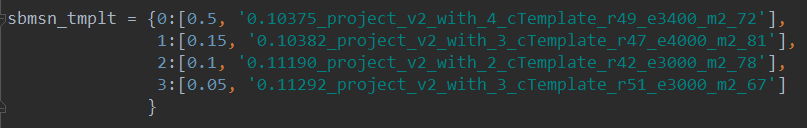 sbmsn_tmplt = {0:[0.5, '0.10375_project_v2_with_4_cTemplate_r49_e3400_m2_72'],
1:[0.15, '0.10382_project_v2_with_3_cTemplate_r47_e4000_m2_81'],
2:[0.1, '0.11190_project_v2_with_2_cTemplate_r42_e3000_m2_78'],
3:[0.05, '0.11292_project_v2_with_3_cTemplate_r51_e3000_m2_67']
}